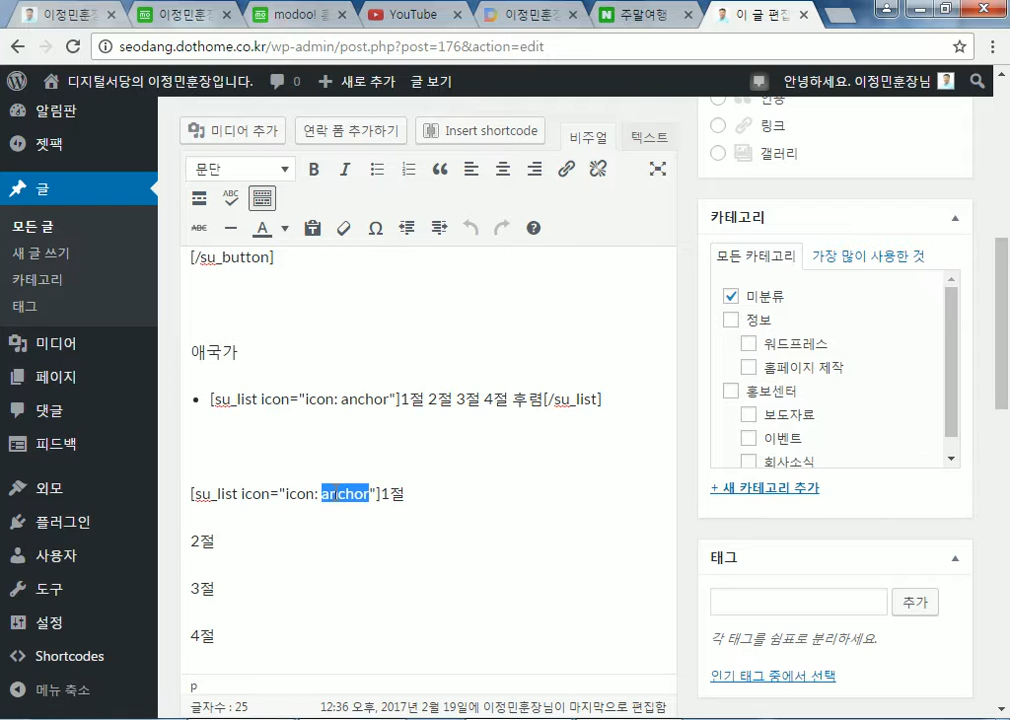 이정민훈장
이정민훈장
modoo! 홈
YouTube
이정민훈장
주말여행
이 글 편집
seodang.dothome.co.kr/wp-admin/post.php?post=176&action=edit
디지털서당의 이정민훈장입니다.
0
새로 추가
글 보기
안녕하세요. 이정민훈장님
알림판
젯팩
글
모든 글
새 글 쓰기
카테고리
태그
미디어
페이지
댓글
피드백
외모
플러그인
사용자
도구
설정
Shortcodes
메뉴 축소
미디어 추가
연락 폼 추가하기
Insert shortcode
비주얼
텍스트
문단
B
I
ABC
ABC
A
Ω
[/su_button]
애국가
• [su_list icon="icon: anchor"]1절 2절 3절 4절 후렴[/su_list]
[su_list icon="icon: anchor"]1절
2절
3절
4절
p
글자수 : 25
12:36 오후, 2017년 2월 19일에 이정민훈장님이 마지막으로 편집함
인용
링크
갤러리
카테고리
모든 카테고리
가장 많이 사용한 것
미분류
정보
워드프레스
홈페이지 제작
홍보센터
보도자료
이벤트
회사소식
+ 새 카테고리 추가
태그
추가
각 태그를 쉼표로 분리하세요.
인기 태그 중에서 선택